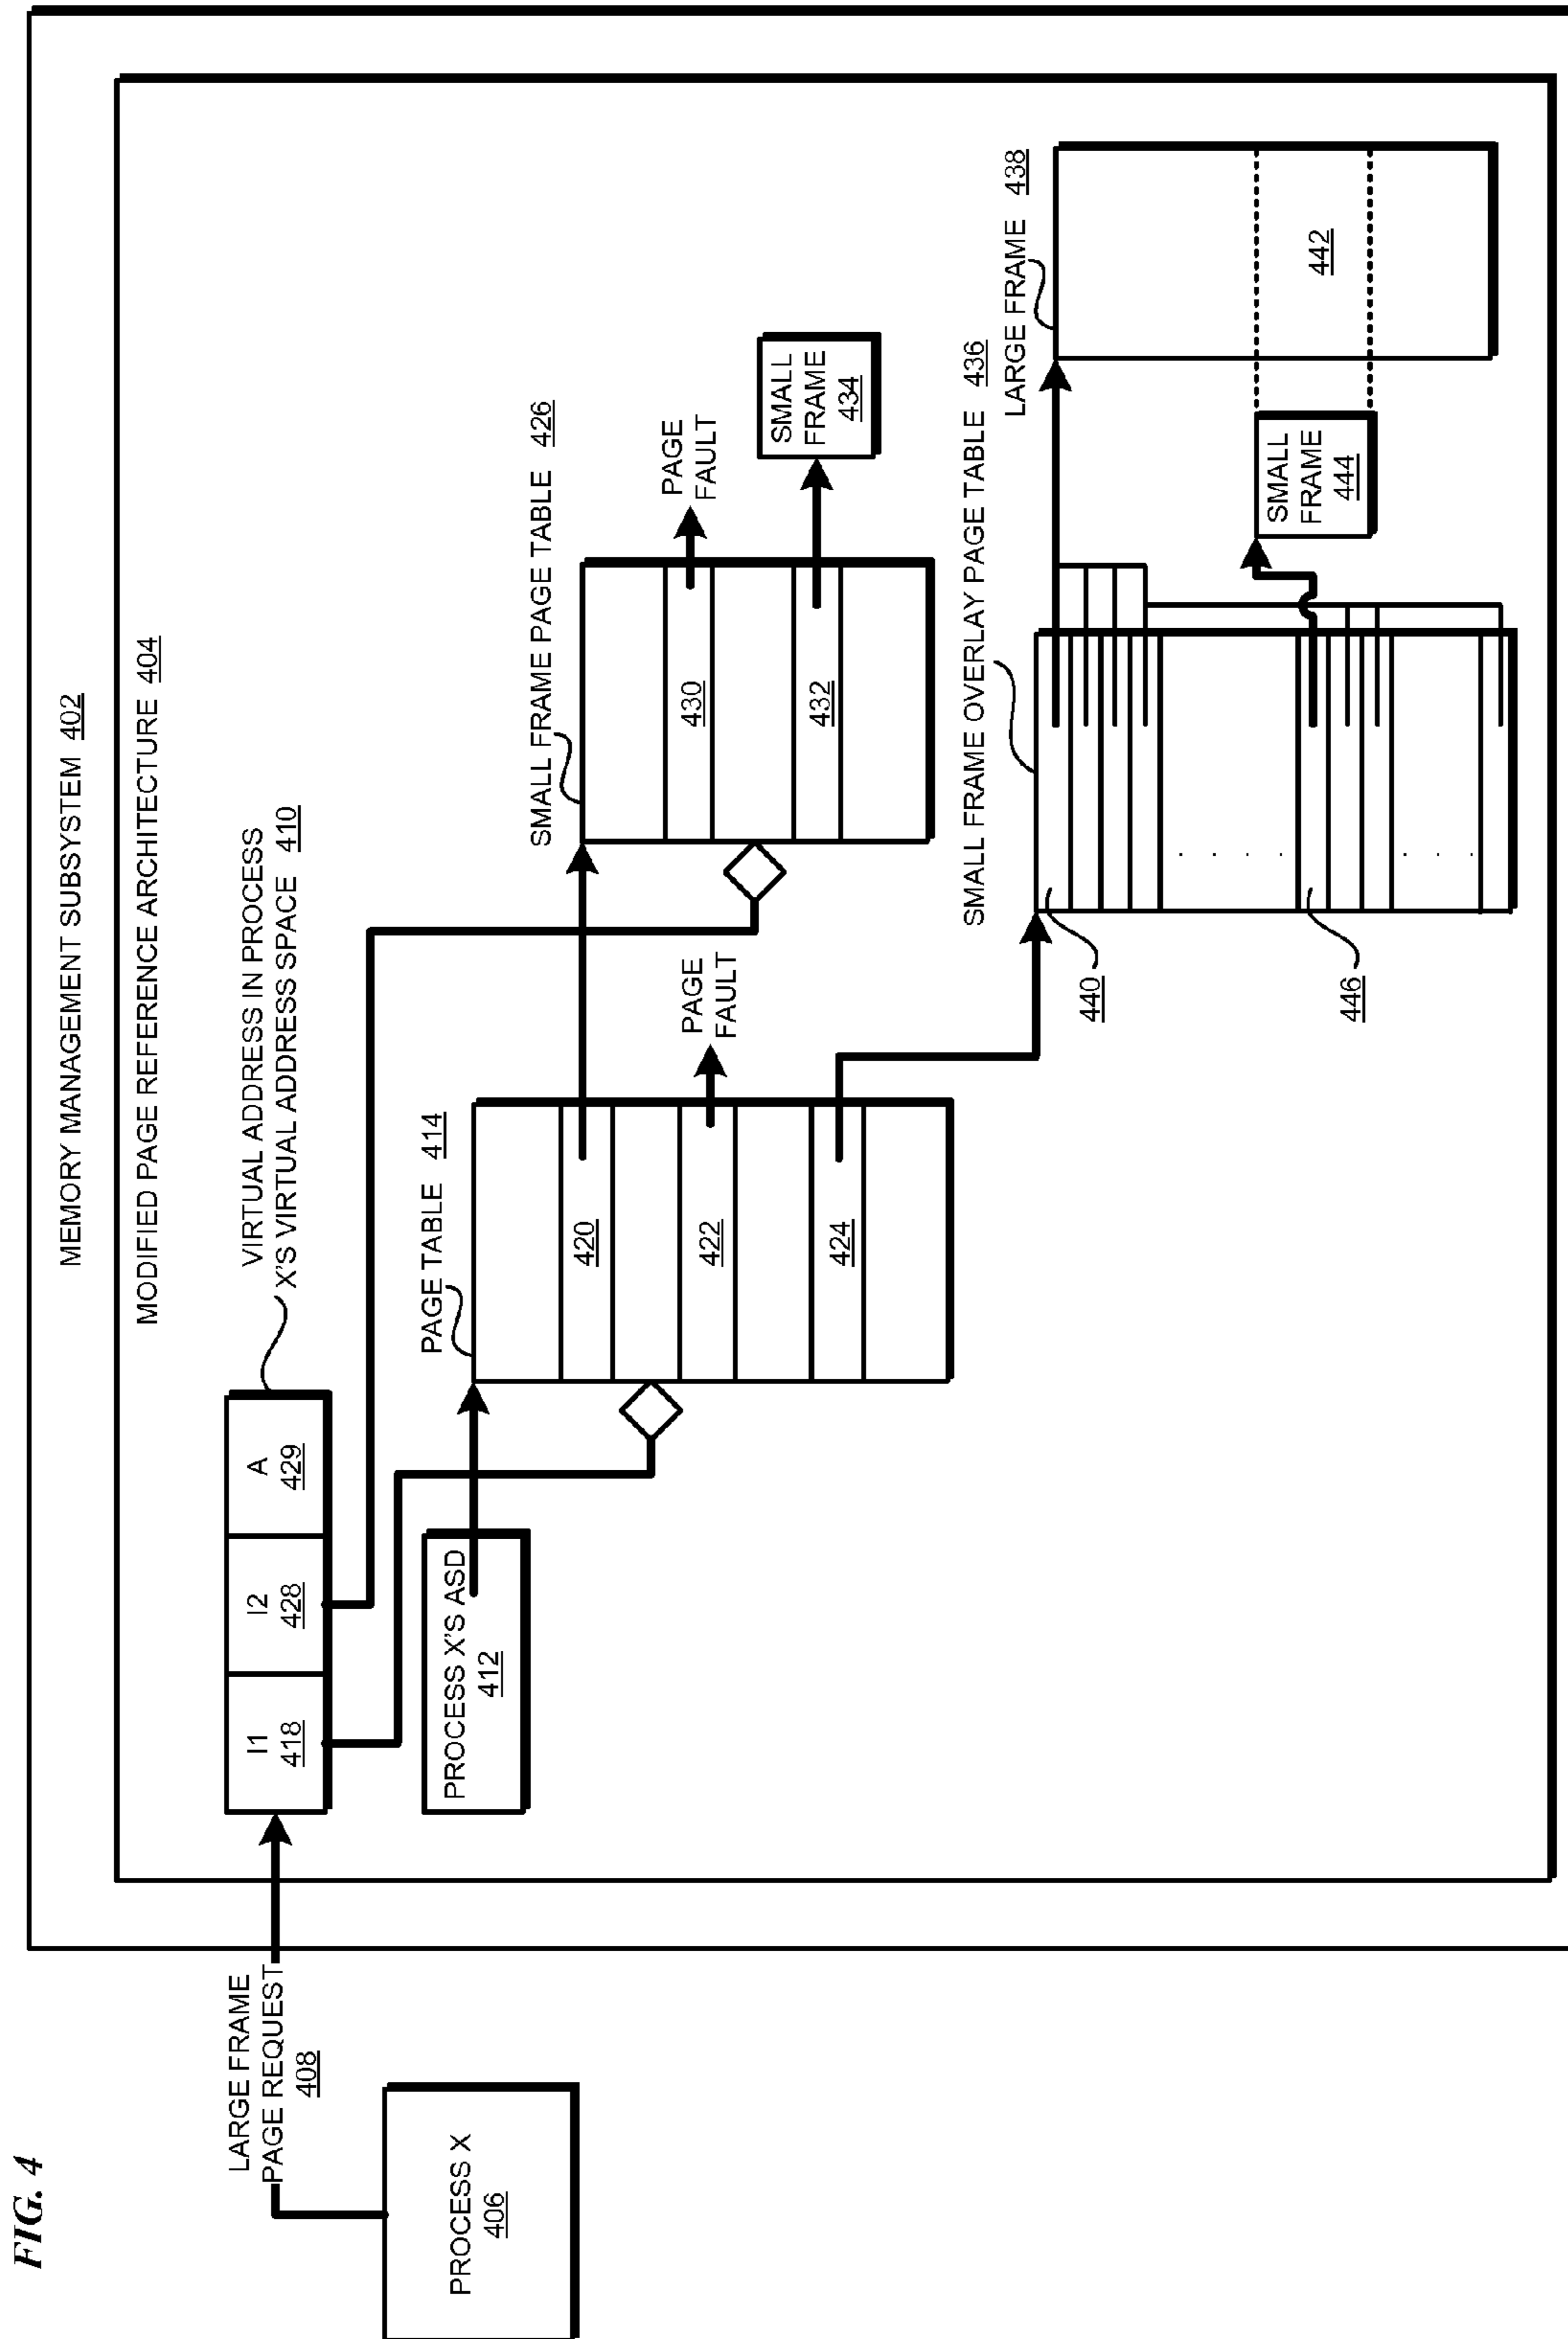 FIG. 4
MEMORY MANAGEMENT SUBSYSTEM 402
MODIFIED PAGE REFERENCE ARCHITECTURE 404
PROCESS X
406
LARGE FRAME
PAGE REQUEST
408
I1
418
I2
428
A
429
VIRTUAL ADDRESS IN PROCESS
X'S VIRTUAL ADDRESS SPACE 410
PROCESS X'S ASD
412
PAGE TABLE 414
420
422
424
PAGE
FAULT
SMALL FRAME PAGE TABLE 426
430
432
PAGE
FAULT
SMALL
FRAME
434
SMALL FRAME OVERLAY PAGE TABLE 436
440
446
. . . .
. . .
LARGE FRAME 438
442
SMALL
FRAME
444